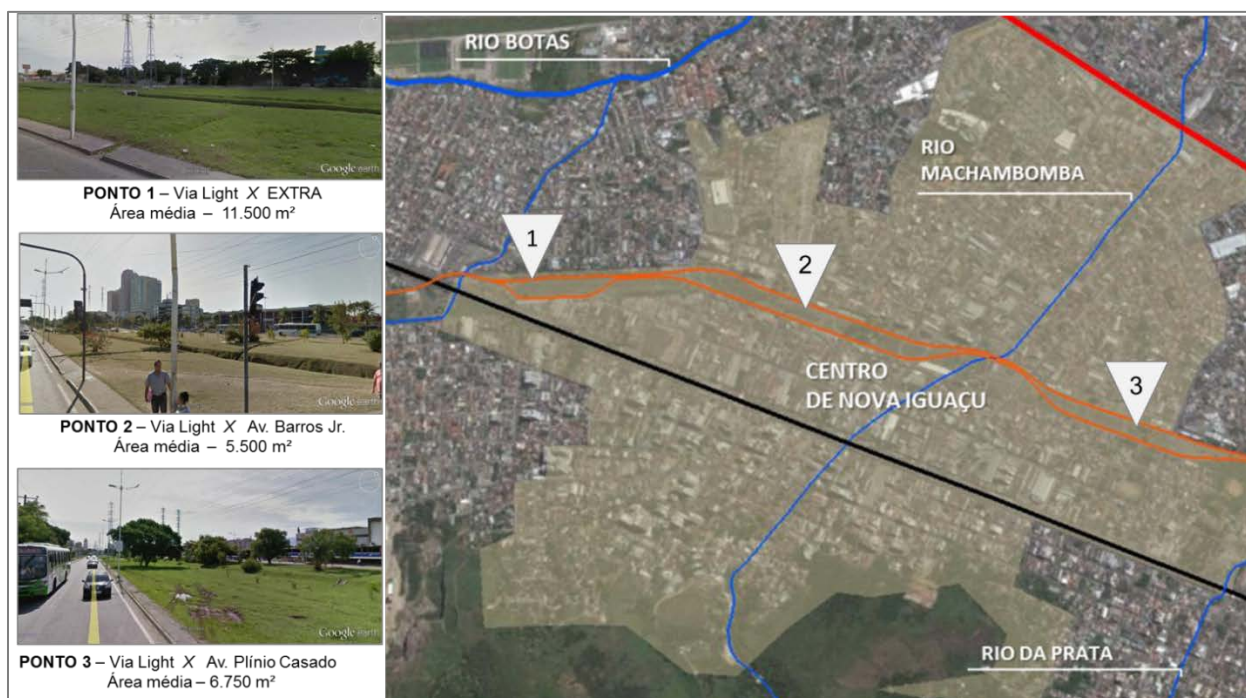 Google earth
PONTO 1 – Via Light X EXTRA
Área média – 11.500 m²
Google earth
PONTO 2 – Via Light X Av. Barros Jr.
Área média – 5.500 m²
Google earth
PONTO 3 – Via Light X Av. Plínio Casado
Área média – 6.750 m²
RIO BOTAS
RIO
MACHAMBOMBA
1
2
3
CENTRO
DE NOVA IGUAÇU
RIO DA PRATA